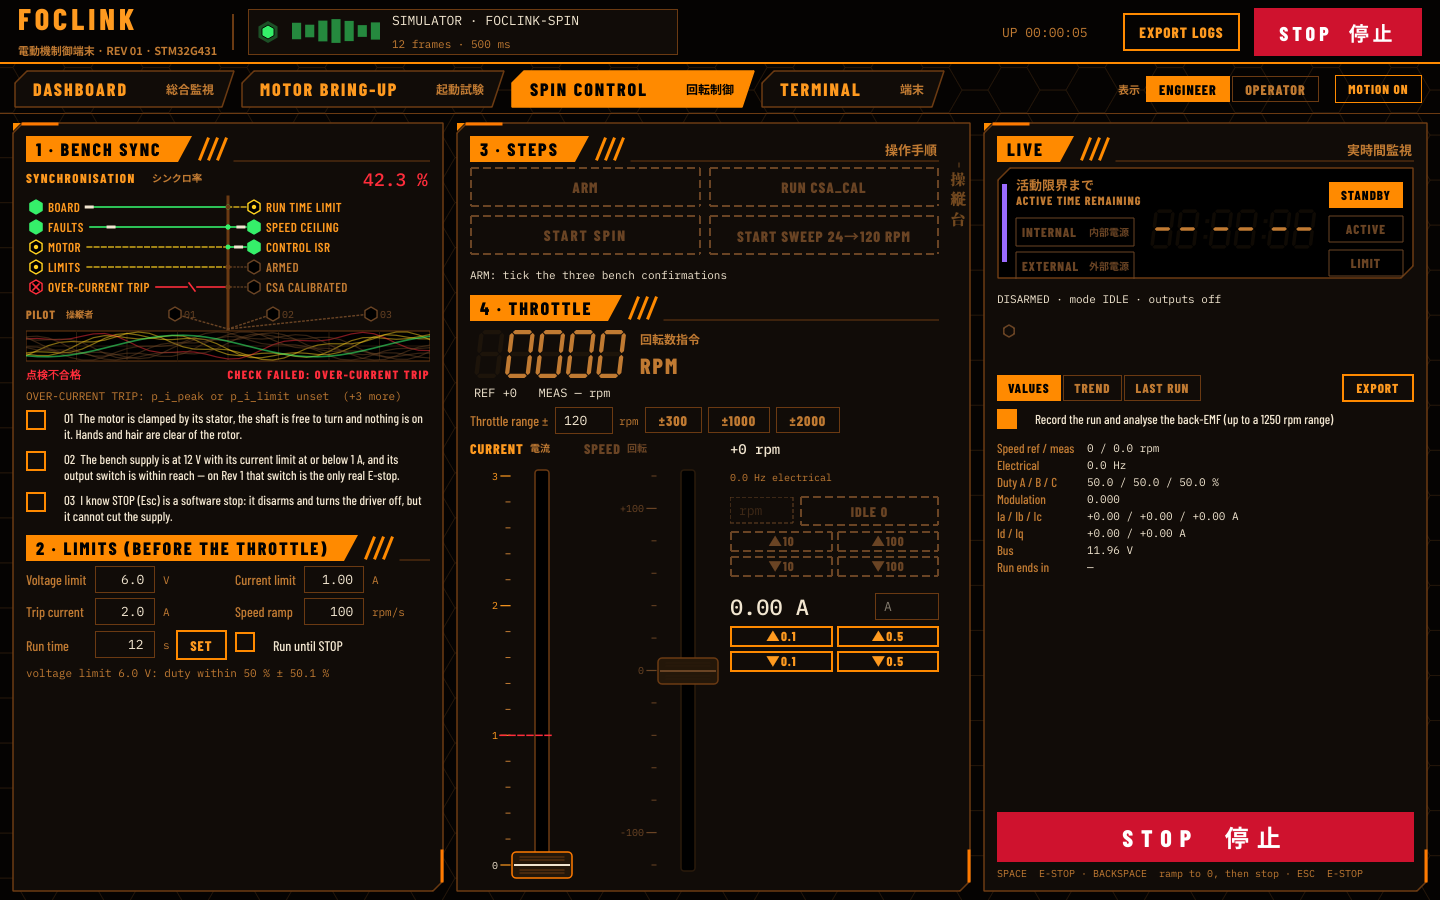 FOCLINK
電動機制御端末・REV 01・STM32G431
SIMULATOR · FOCLINK-SPIN
12 frames · 500 ms
UP 00:00:05
EXPORT LOGS
STOP 停止
DASHBOARD 総合監視
MOTOR BRING-UP 起動試験
SPIN CONTROL 回転制御
TERMINAL 端末
表示 ENGINEER OPERATOR
MOTION ON
1 · BENCH SYNC
SYNCHRONISATION シンクロ率 42.3 %
BOARD RUN TIME LIMIT
FAULTS SPEED CEILING
MOTOR CONTROL ISR
LIMITS ARMED
OVER-CURRENT TRIP CSA CALIBRATED
PILOT 操縦者 01 02 03
点検不合格 CHECK FAILED: OVER-CURRENT TRIP
OVER-CURRENT TRIP: p_i_peak or p_i_limit unset (+3 more)
01 The motor is clamped by its stator, the shaft is free to turn and nothing is on
it. Hands and hair are clear of the rotor.
02 The bench supply is at 12 V with its current limit at or below 1 A, and its
output switch is within reach — on Rev 1 that switch is the only real E-stop.
03 I know STOP (Esc) is a software stop: it disarms and turns the driver off, but
it cannot cut the supply.
2 · LIMITS (BEFORE THE THROTTLE)
Voltage limit 6.0 V Current limit 1.00 A
Trip current 2.0 A Speed ramp 100 rpm/s
Run time 12 s SET Run until STOP
voltage limit 6.0 V: duty within 50 % ± 50.1 %
3 · STEPS 操作手順
ARM RUN CSA_CAL
START SPIN START SWEEP 24→120 RPM
操縦台
ARM: tick the three bench confirmations
4 · THROTTLE
0000 回転数指令
RPM
REF +0 MEAS — rpm
Throttle range ± 120 rpm ±300 ±1000 ±2000
CURRENT 電流 SPEED 回転 +0 rpm
0.0 Hz electrical
3
+100
rpm IDLE 0
▲10 ▲100
▼10 ▼100
2
0.00 A A
▲0.1 ▲0.5
▼0.1 ▼0.5
0
1
-100
0
LIVE 実時間監視
活動限界まで
ACTIVE TIME REMAINING
INTERNAL 内部電源
EXTERNAL 外部電源
--:--:--
STANDBY
ACTIVE
LIMIT
DISARMED · mode IDLE · outputs off
VALUES TREND LAST RUN EXPORT
Record the run and analyse the back-EMF (up to a 1250 rpm range)
Speed ref / meas 0 / 0.0 rpm
Electrical 0.0 Hz
Duty A / B / C 50.0 / 50.0 / 50.0 %
Modulation 0.000
Ia / Ib / Ic +0.00 / +0.00 / +0.00 A
Id / Iq +0.00 / +0.00 A
Bus 11.96 V
Run ends in —
STOP 停止
SPACE E-STOP · BACKSPACE ramp to 0, then stop · ESC E-STOP